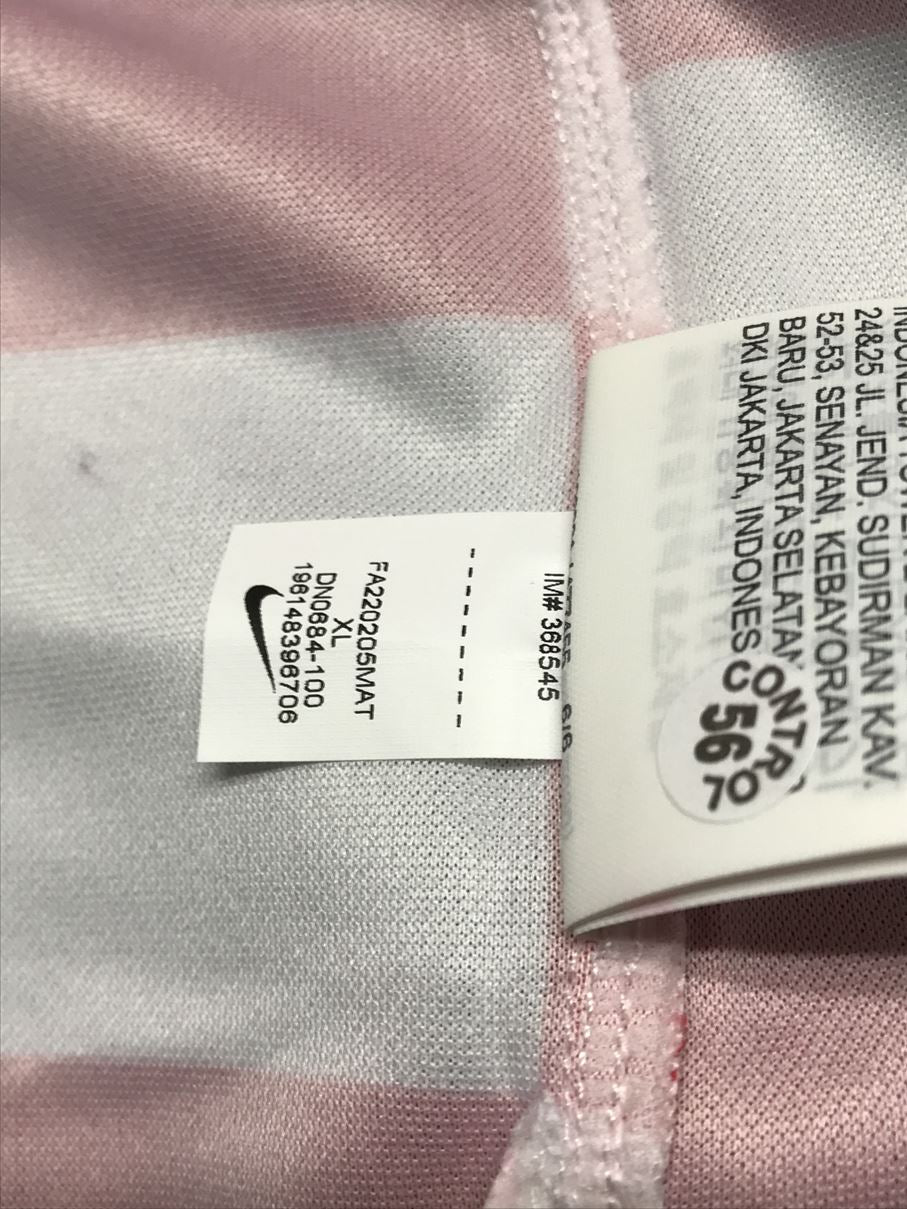 IM# 368545
FA220205MAT
XL
DN0684-100
196148396706
24&25 JL. JEND. SUDIRMAN KAV.
52-53, SENAYAN, KEBAYORAN
BARU, JAKARTA SELATAN
DKI JAKARTA, INDONES
CONTROL
56